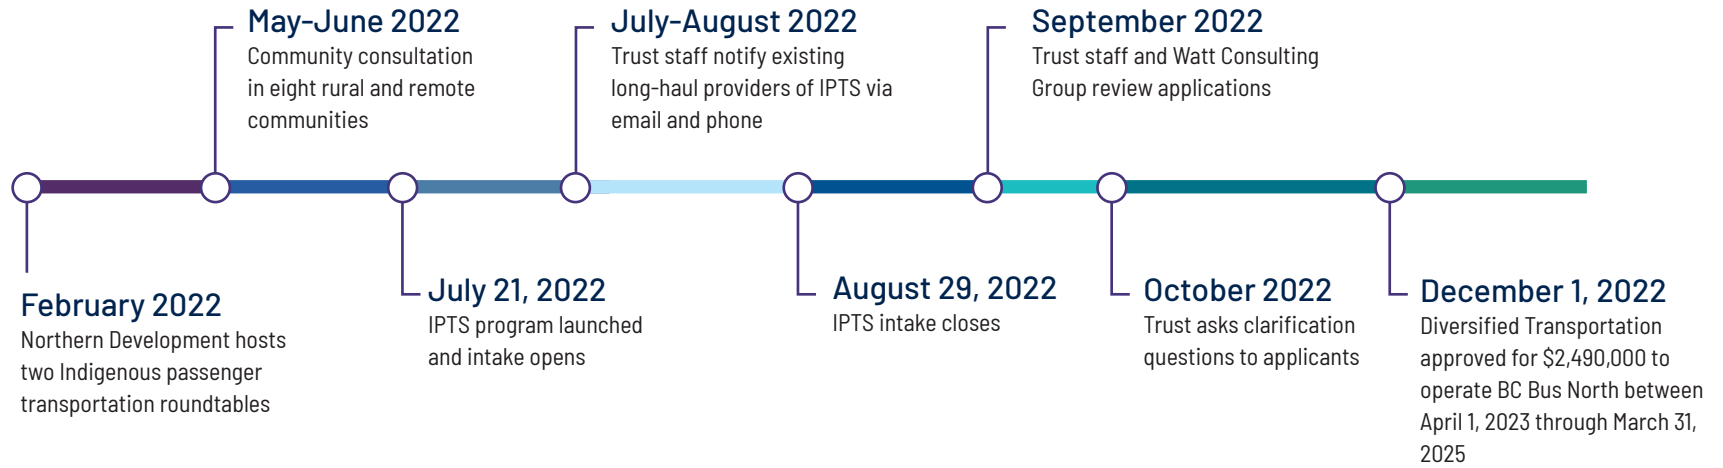 May-June 2022
Community consultation
in eight rural and remote
communities
July-August 2022
Trust staff notify existing
long-haul providers of IPTS via
email and phone
September 2022
Trust staff and Watt Consulting
Group review applications
February 2022
Northern Development hosts
two Indigenous passenger
transportation roundtables
July 21, 2022
IPTS program launched
and intake opens
August 29, 2022
IPTS intake closes
October 2022
Trust asks clarification
questions to applicants
December 1, 2022
Diversified Transportation
approved for $2,490,000 to
operate BC Bus North between
April 1, 2023 through March 31,
2025